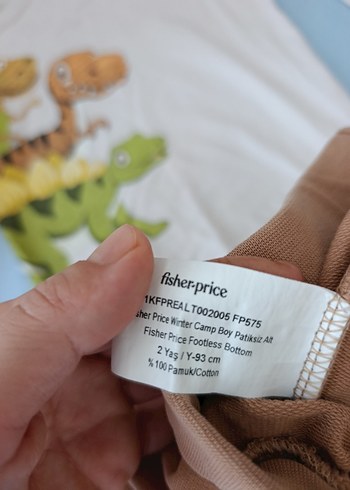 fisher-price
1KFPREALT002005 FP575
her Price Winter Camp Boy Patiksiz Alt
Fisher Price Footless Bottom
2 Yaş / Y-93 cm
% 100 Pamuk/Cotton